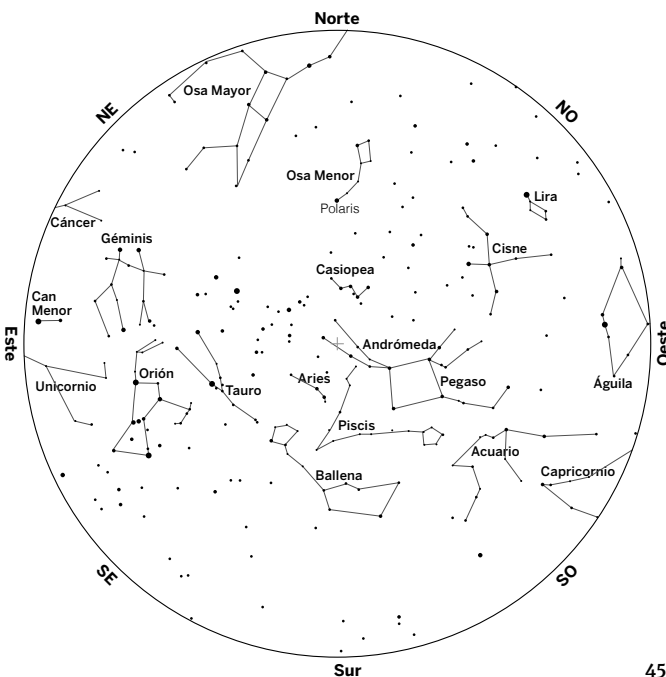 Norte
Osa Mayor
NE
NO
Osa Menor
Polaris
Lira
Cáncer
Géminis
Cisne
Casiopea
Can
Menor
Este
Oeste
Andrómeda
Unicornio
Orión
Tauro
Aries
Pegaso
Águila
Piscis
Acuario
Ballena
Capricornio
SE
SO
Sur
45